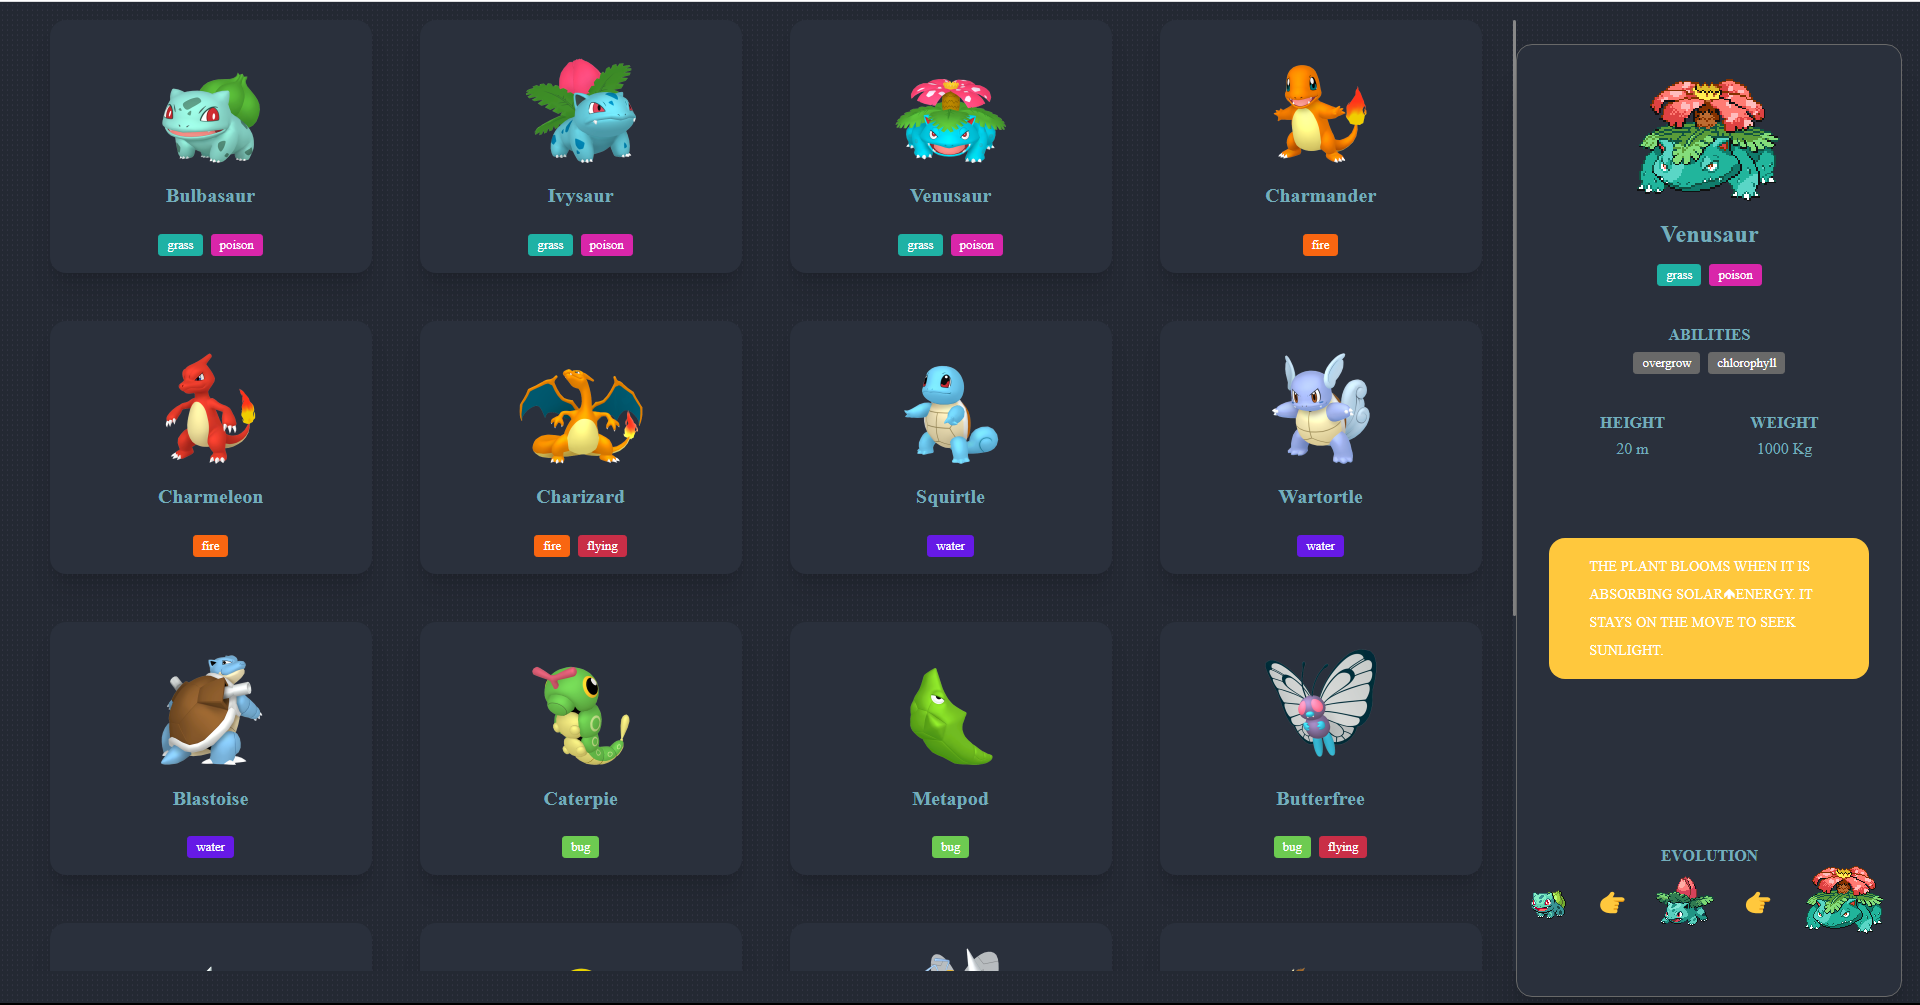 Bulbasaur
grass poison
Ivysaur
grass poison
Venusaur
grass poison
Charmander
fire
Charmeleon
fire
Charizard
fire flying
Squirtle
water
Wartortle
water
Blastoise
water
Caterpie
bug
Metapod
bug
Butterfree
bug flying
Venusaur
grass poison
ABILITIES
overgrow chlorophyll
HEIGHT WEIGHT
20 m 1000 Kg
THE PLANT BLOOMS WHEN IT IS
ABSORBING SOLAR🡅ENERGY. IT
STAYS ON THE MOVE TO SEEK
SUNLIGHT.
EVOLUTION